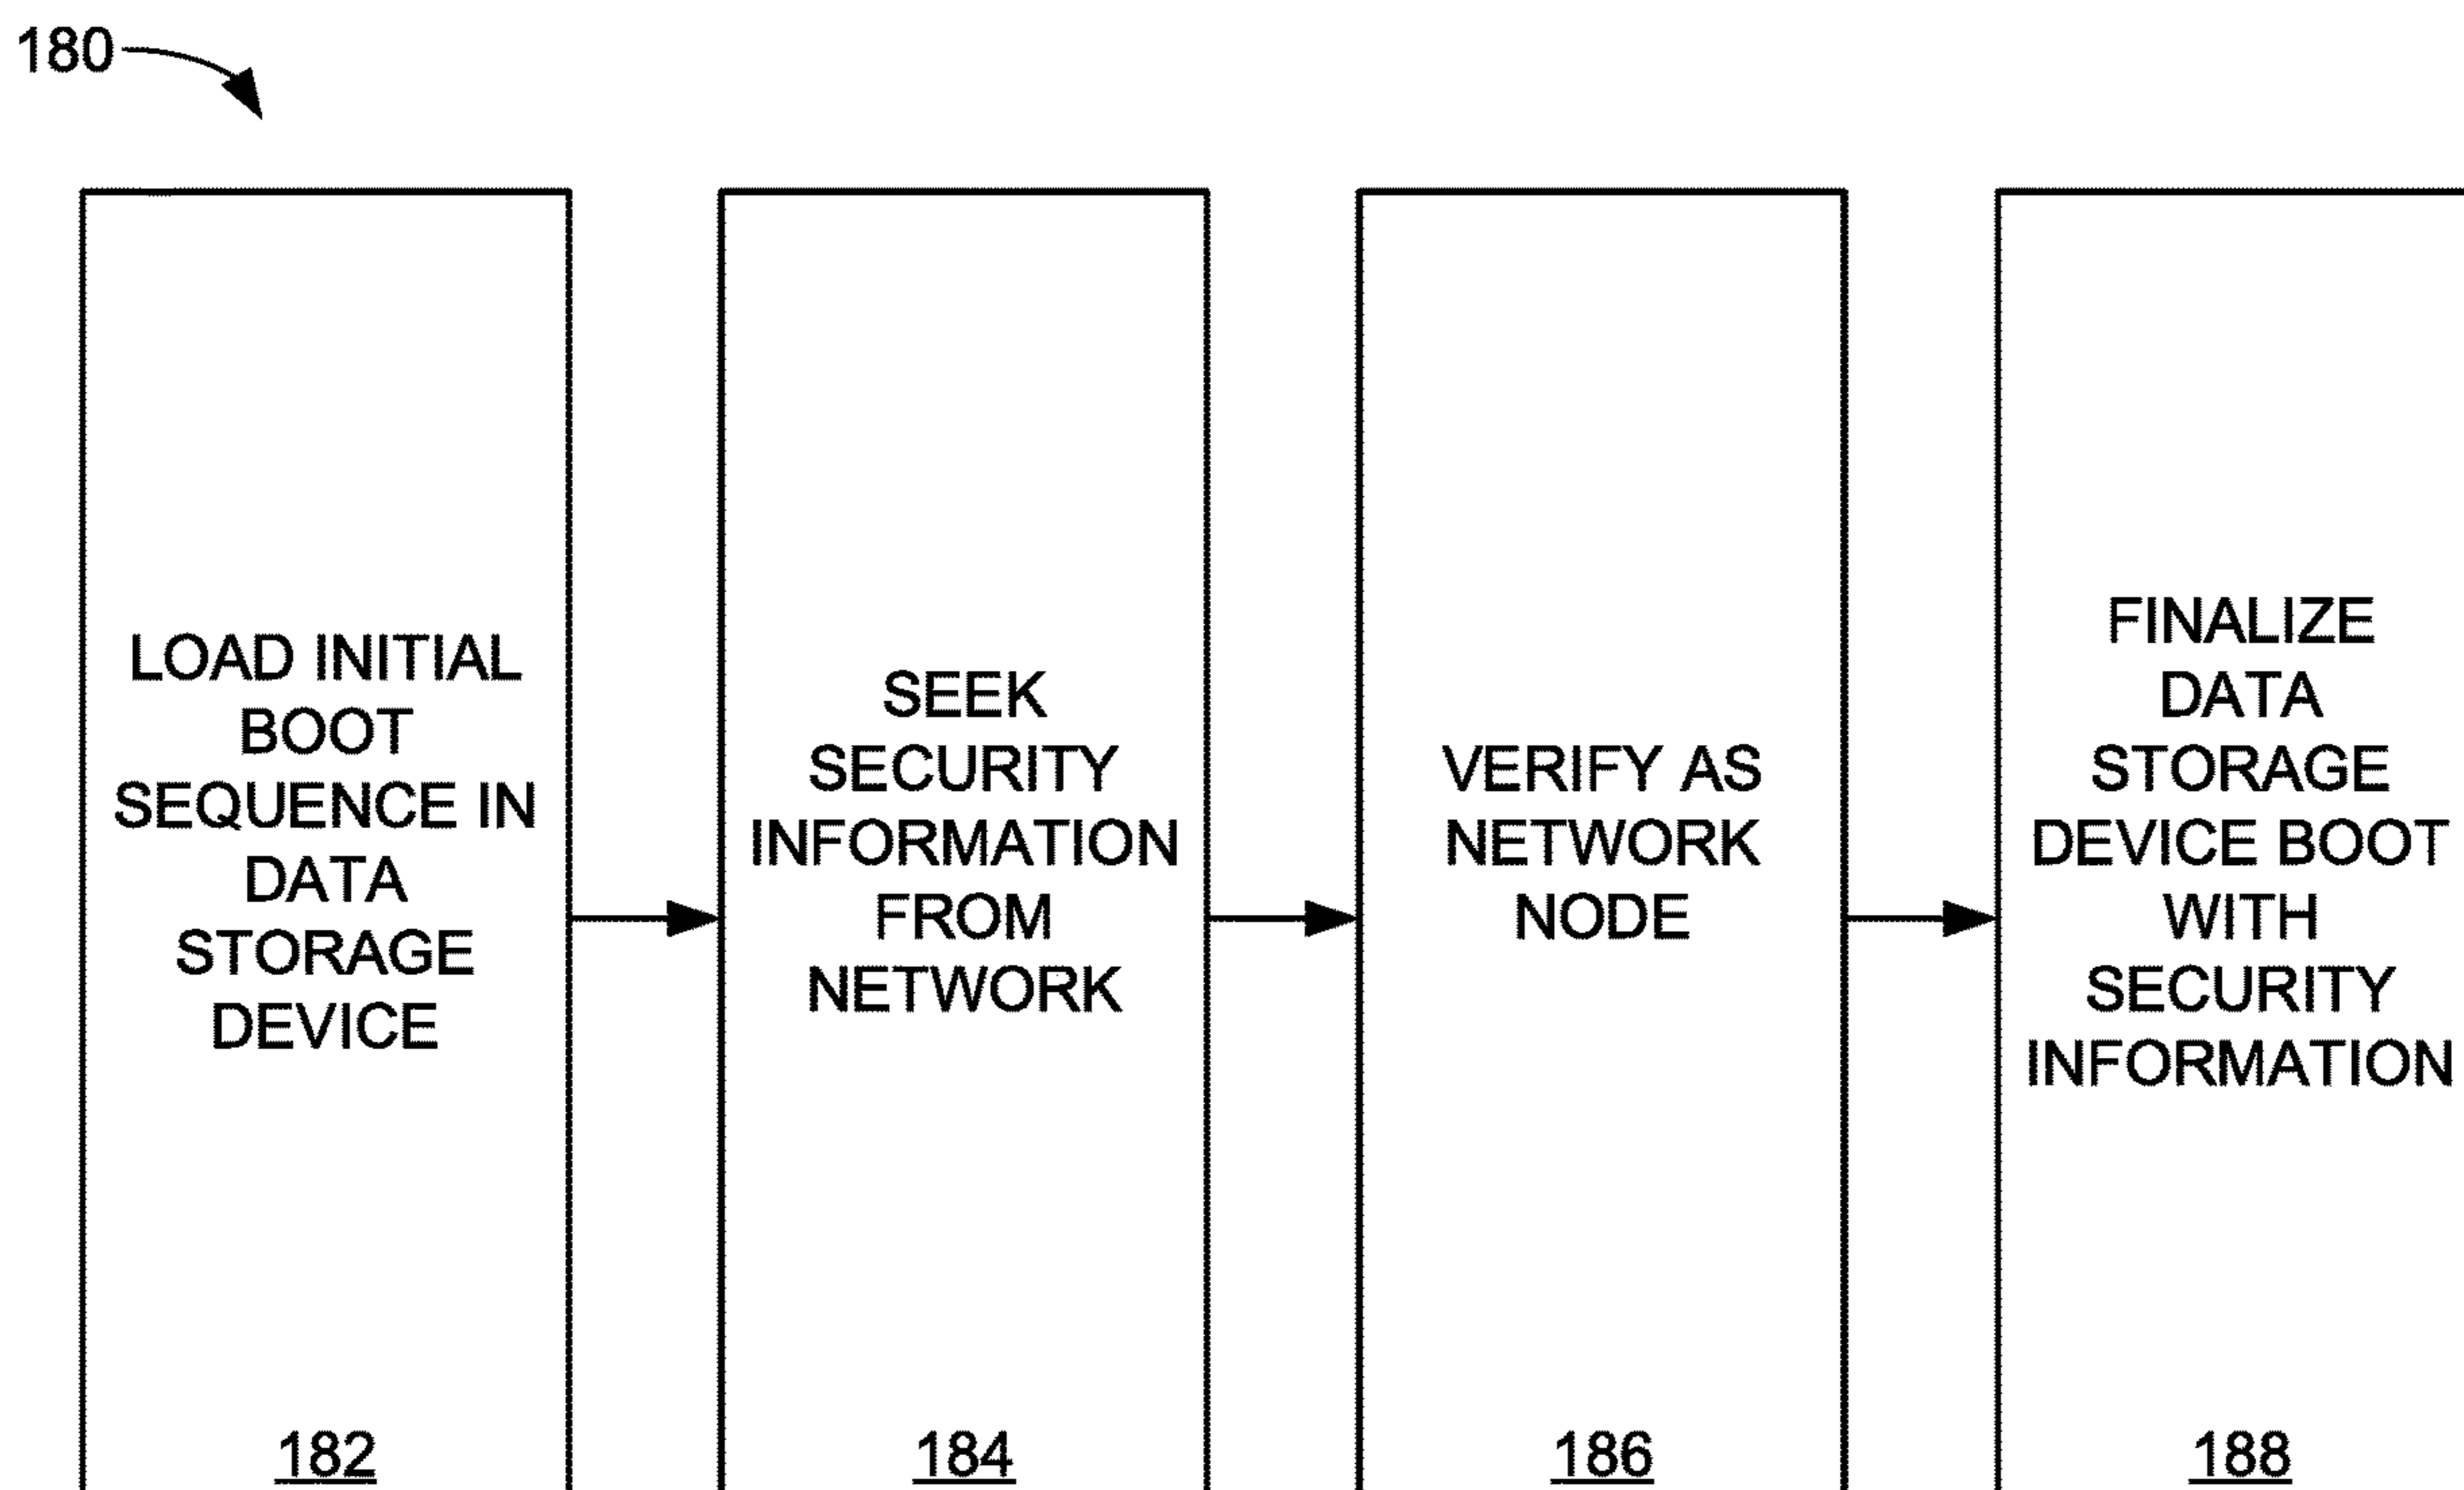 180
LOAD INITIAL
BOOT
SEQUENCE IN
DATA
STORAGE
DEVICE
182
SEEK
SECURITY
INFORMATION
FROM
NETWORK
184
VERIFY AS
NETWORK
NODE
186
FINALIZE
DATA
STORAGE
DEVICE BOOT
WITH
SECURITY
INFORMATION
188